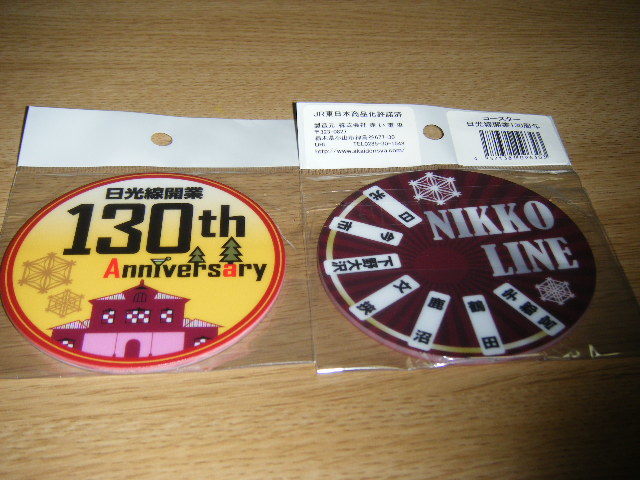 日光線開業
130th
Anniversary
JR東日本商品化許諾済
コースター
日光線開業130周年
NIKKO
LINE
日光
今市
下野大沢
文挟
鹿沼
鶴田
宇都宮